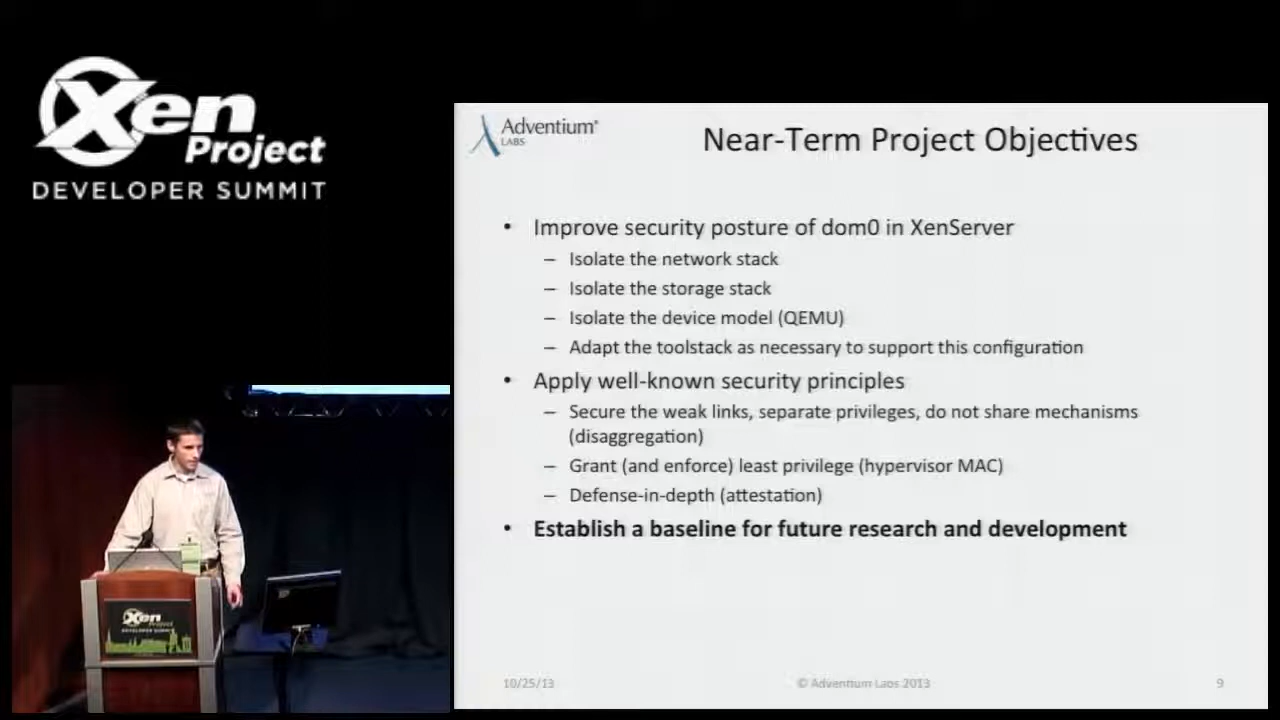 Xen
Project
DEVELOPER SUMMIT
Adventium®
LABS
Near-Term Project Objectives
• Improve security posture of dom0 in XenServer
– Isolate the network stack
– Isolate the storage stack
– Isolate the device model (QEMU)
– Adapt the toolstack as necessary to support this configuration
• Apply well-known security principles
– Secure the weak links, separate privileges, do not share mechanisms
(disaggregation)
– Grant (and enforce) least privilege (hypervisor MAC)
– Defense-in-depth (attestation)
• Establish a baseline for future research and development
10/25/13
© Adventium Labs 2013
9
Xen
Project
DEVELOPER SUMMIT